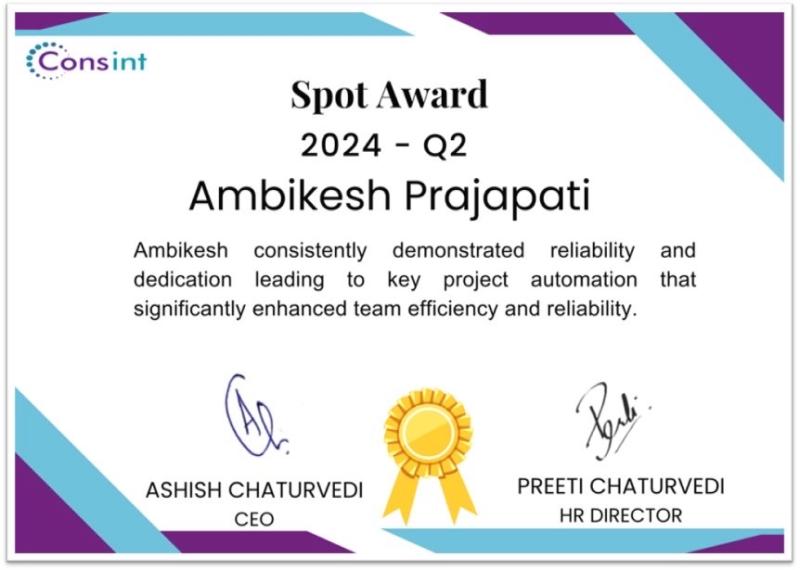 Consint
Spot Award
2024 - Q2
Ambikesh Prajapati
Ambikesh consistently demonstrated reliability and
dedication leading to key project automation that
significantly enhanced team efficiency and reliability.
ASHISH CHATURVEDI
CEO
PREETI CHATURVEDI
HR DIRECTOR